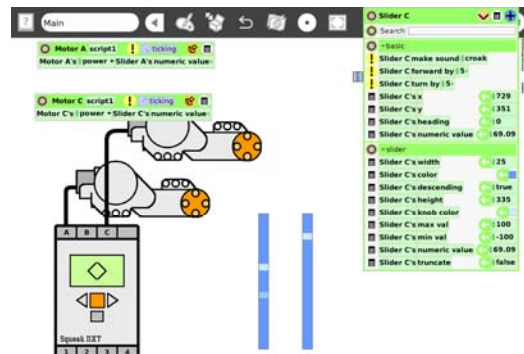 Main
Motor A script1 ! ticking
Motor A's power Slider A's numeric value
Motor C script1 ! ticking
Motor C's power Slider C's numeric value
A B C
Squeak NXT
1 2 3 4
Slider C
Search
basic
! Slider C make sound croak
! Slider C forward by 5
! Slider C turn by 5
Slider C's x 729
Slider C's y 351
Slider C's heading 0
Slider C's numeric value 69.09
slider
Slider C's width 25
Slider C's color
Slider C's descending true
Slider C's height 335
Slider C's knob color
Slider C's max val 100
Slider C's min val -100
Slider C's numeric value 69.09
Slider C's truncate false